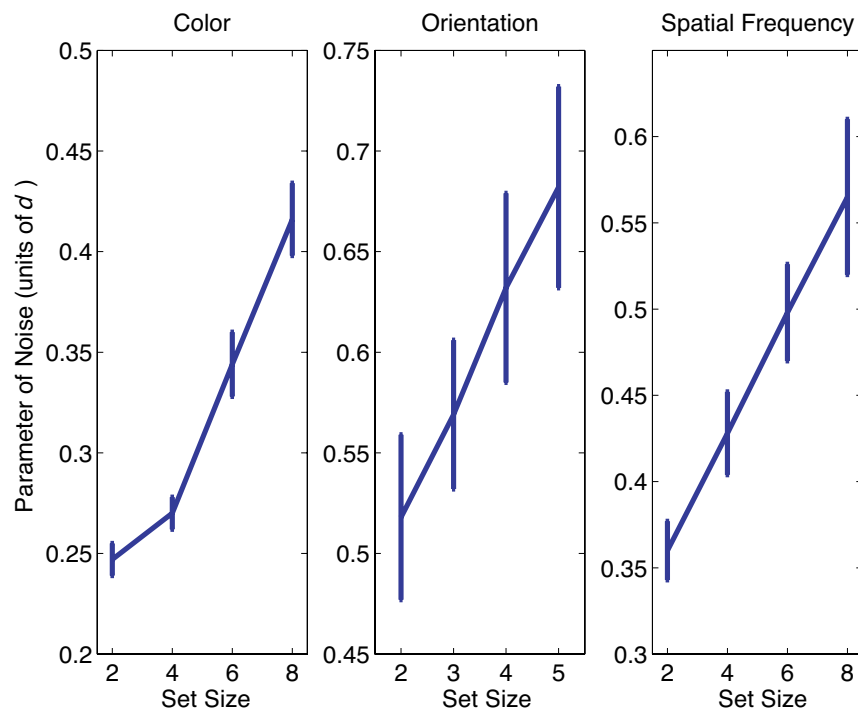 Color
Orientation
Spatial Frequency
Parameter of Noise (units of d )
0.5
0.45
0.4
0.35
0.3
0.25
0.2
2 4 6 8
Set Size
0.75
0.7
0.65
0.6
0.55
0.5
0.45
2 3 4 5
Set Size
0.6
0.55
0.5
0.45
0.4
0.35
0.3
2 4 6 8
Set Size